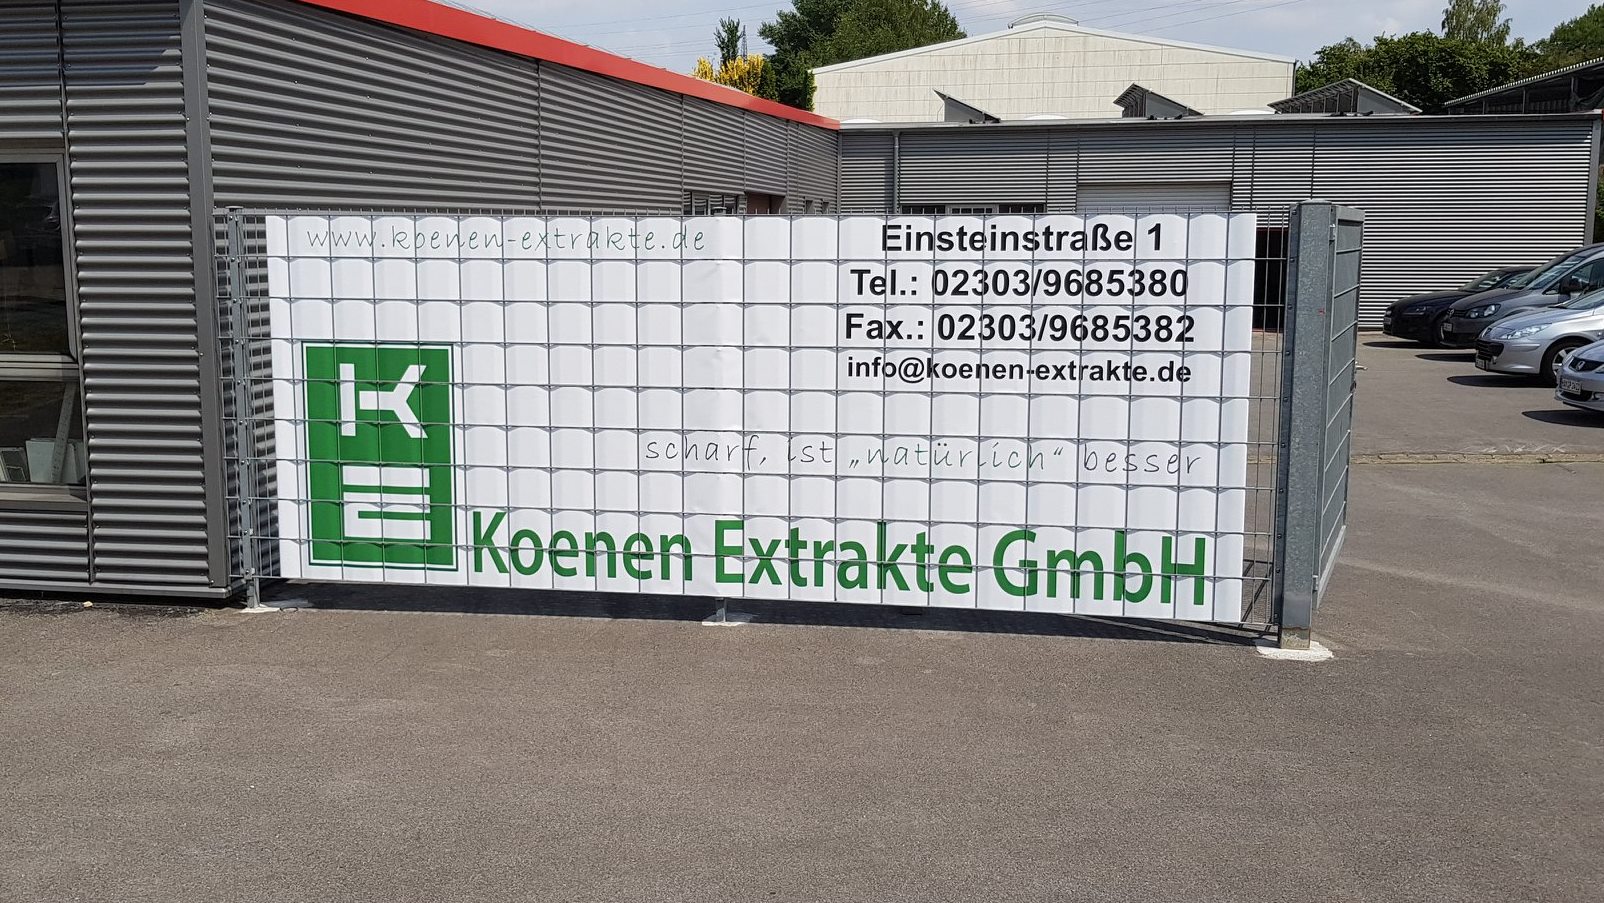 www.koenen-extrakte.de
Einsteinstraße 1
Tel.: 02303/9685380
Fax.: 02303/9685382
info@koenen-extrakte.de
scharf, ist „natürlich“ besser
KE
Koenen Extrakte GmbH